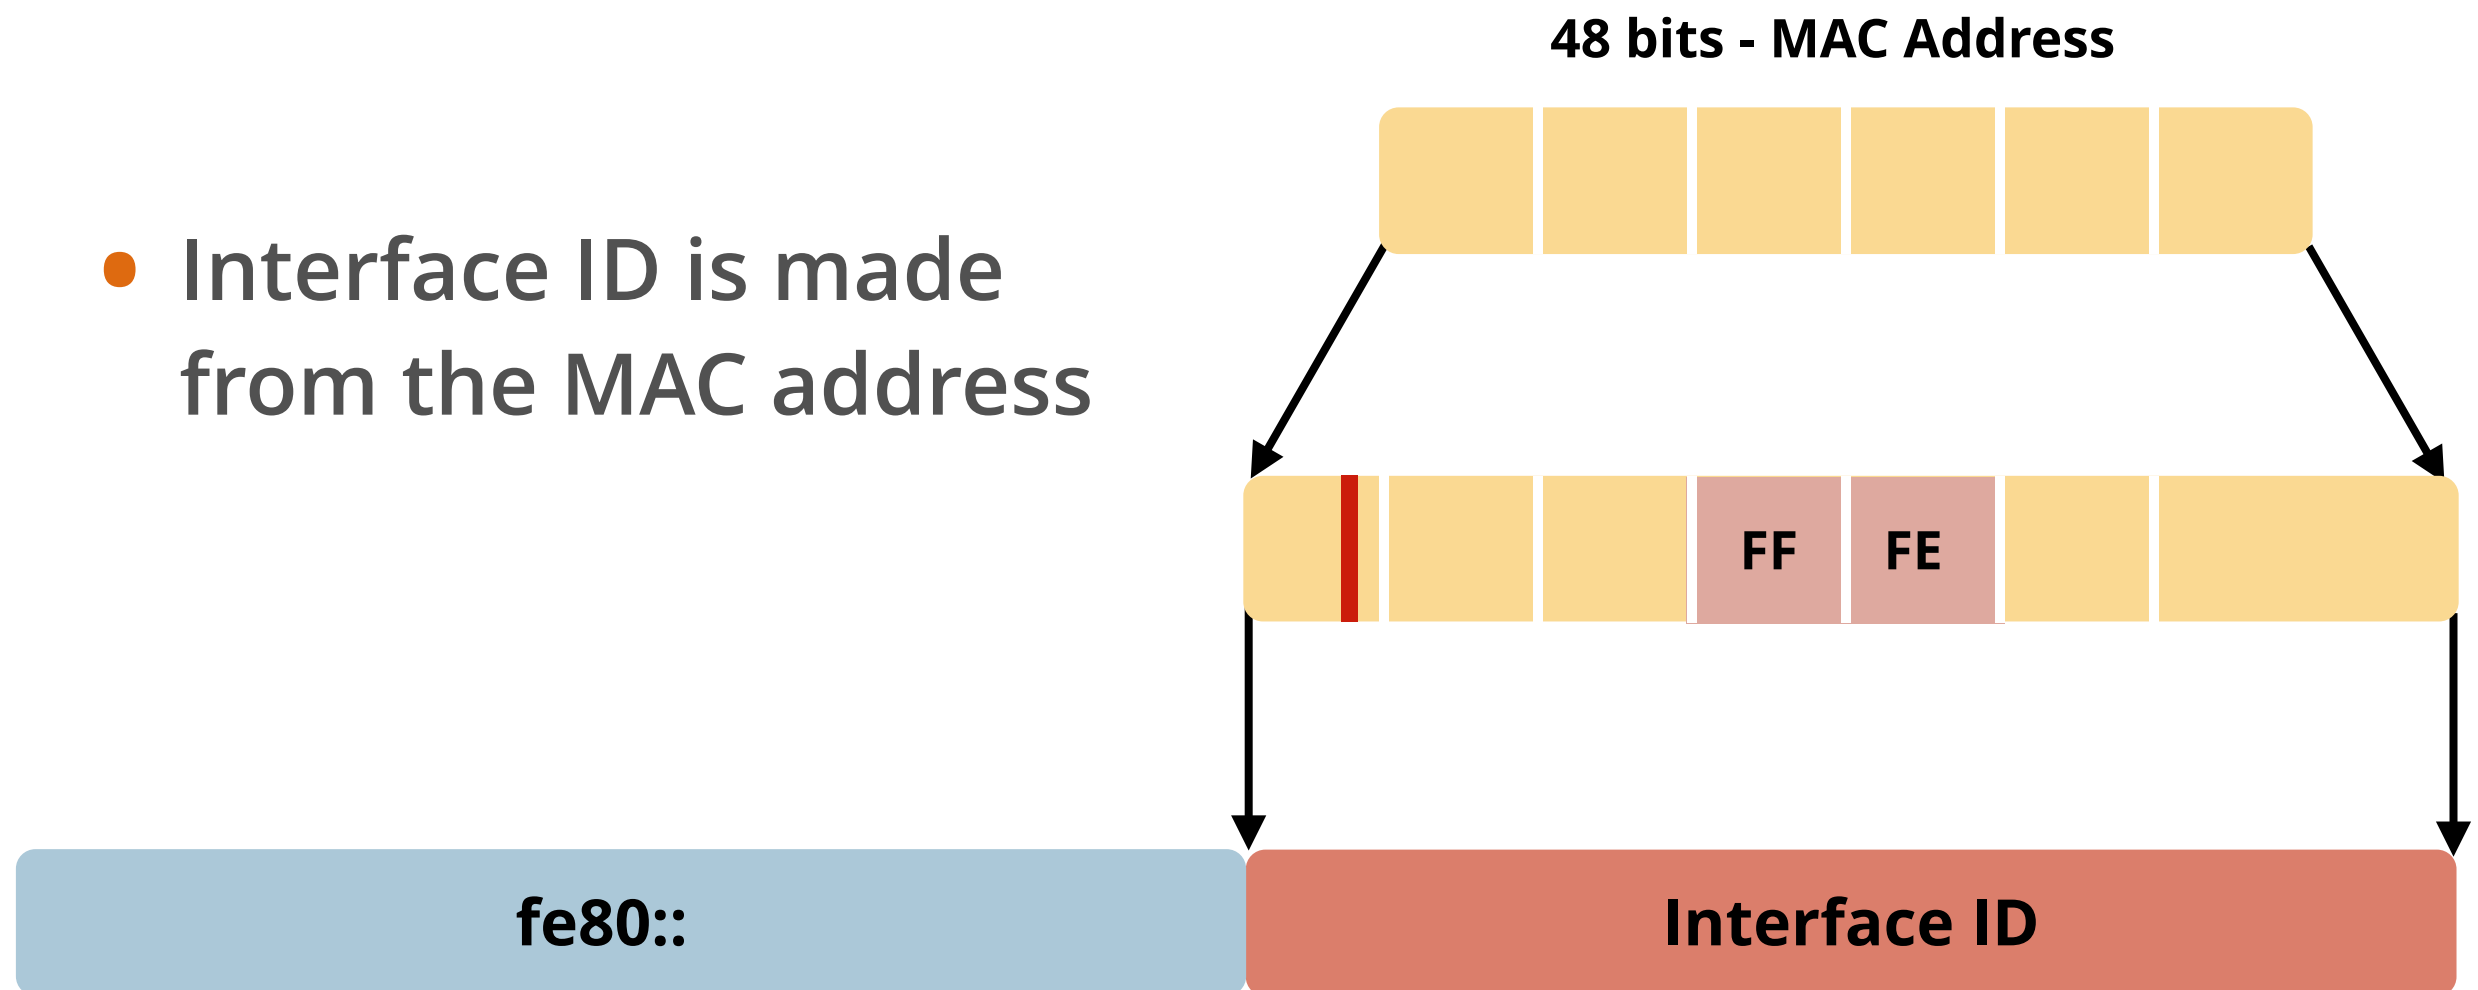 48 bits - MAC Address
• Interface ID is made
from the MAC address
FF FE
fe80:: Interface ID